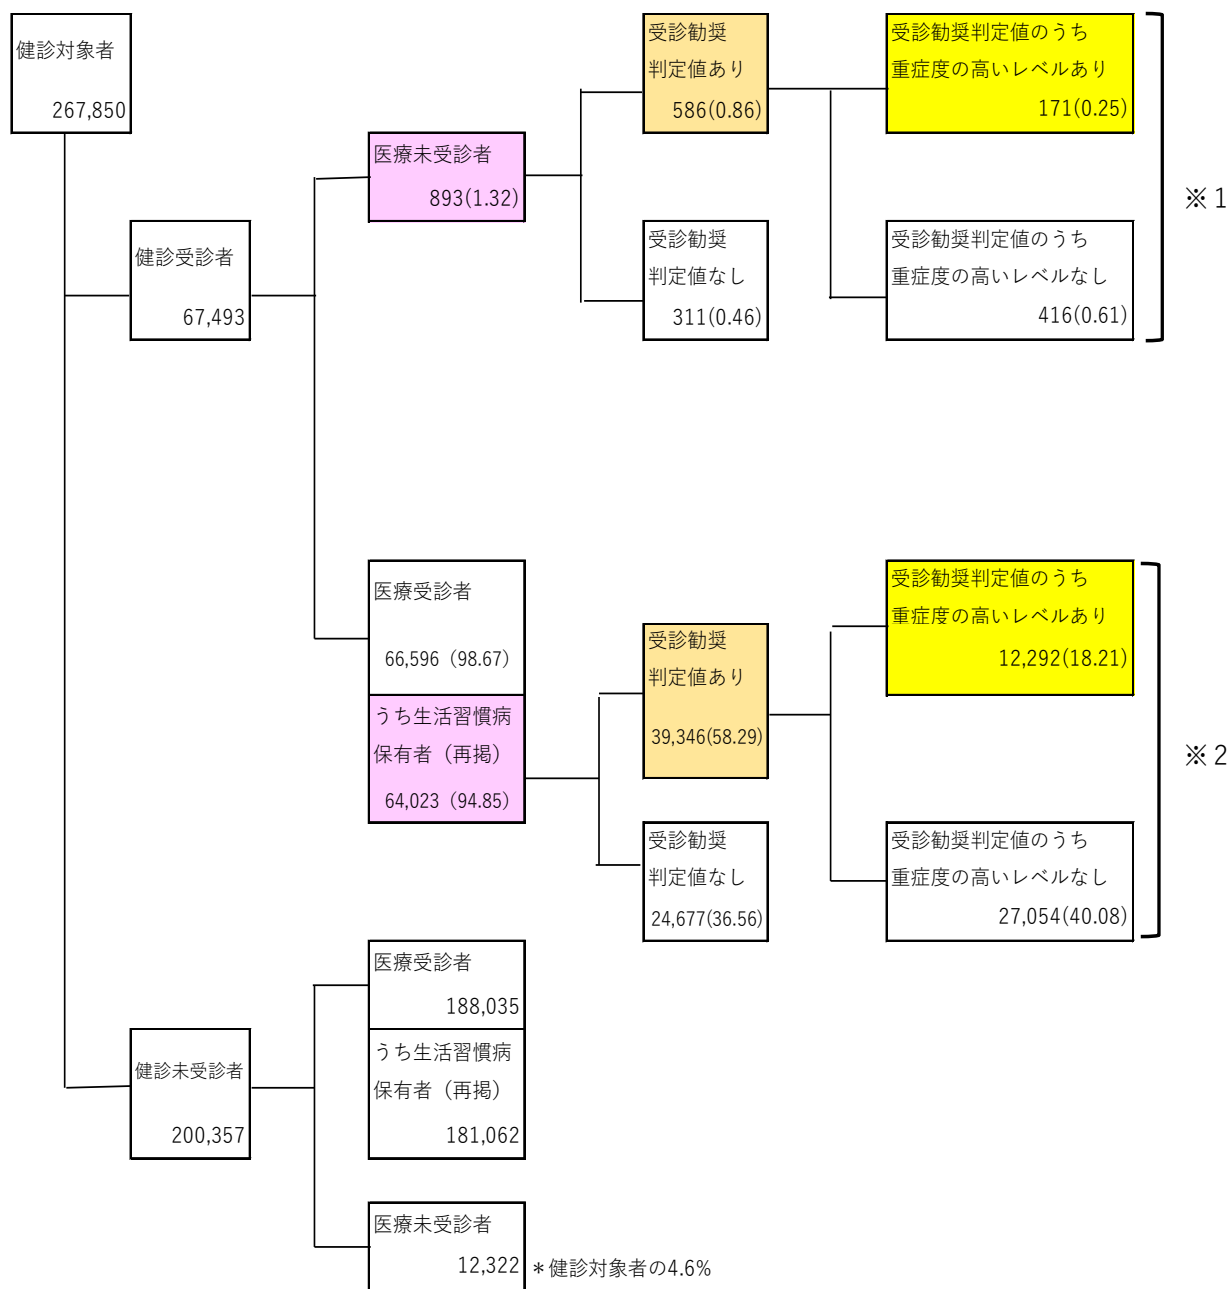 健診対象者
267,850
健診受診者
67,493
医療未受診者
893(1.32)
受診勧奨
判定値あり
586(0.86)
受診勧奨判定値のうち
重症度の高いレベルあり
171(0.25)
受診勧奨
判定値なし
311(0.46)
受診勧奨判定値のうち
重症度の高いレベルなし
416(0.61)
※1
医療受診者
66,596（98.67）
うち生活習慣病
保有者（再掲）
64,023（94.85）
受診勧奨
判定値あり
39,346(58.29)
受診勧奨判定値のうち
重症度の高いレベルあり
12,292(18.21)
受診勧奨
判定値なし
24,677(36.56)
受診勧奨判定値のうち
重症度の高いレベルなし
27,054(40.08)
※2
健診未受診者
200,357
医療受診者
188,035
うち生活習慣病
保有者（再掲）
181,062
医療未受診者
12,322 ＊健診対象者の4.6%